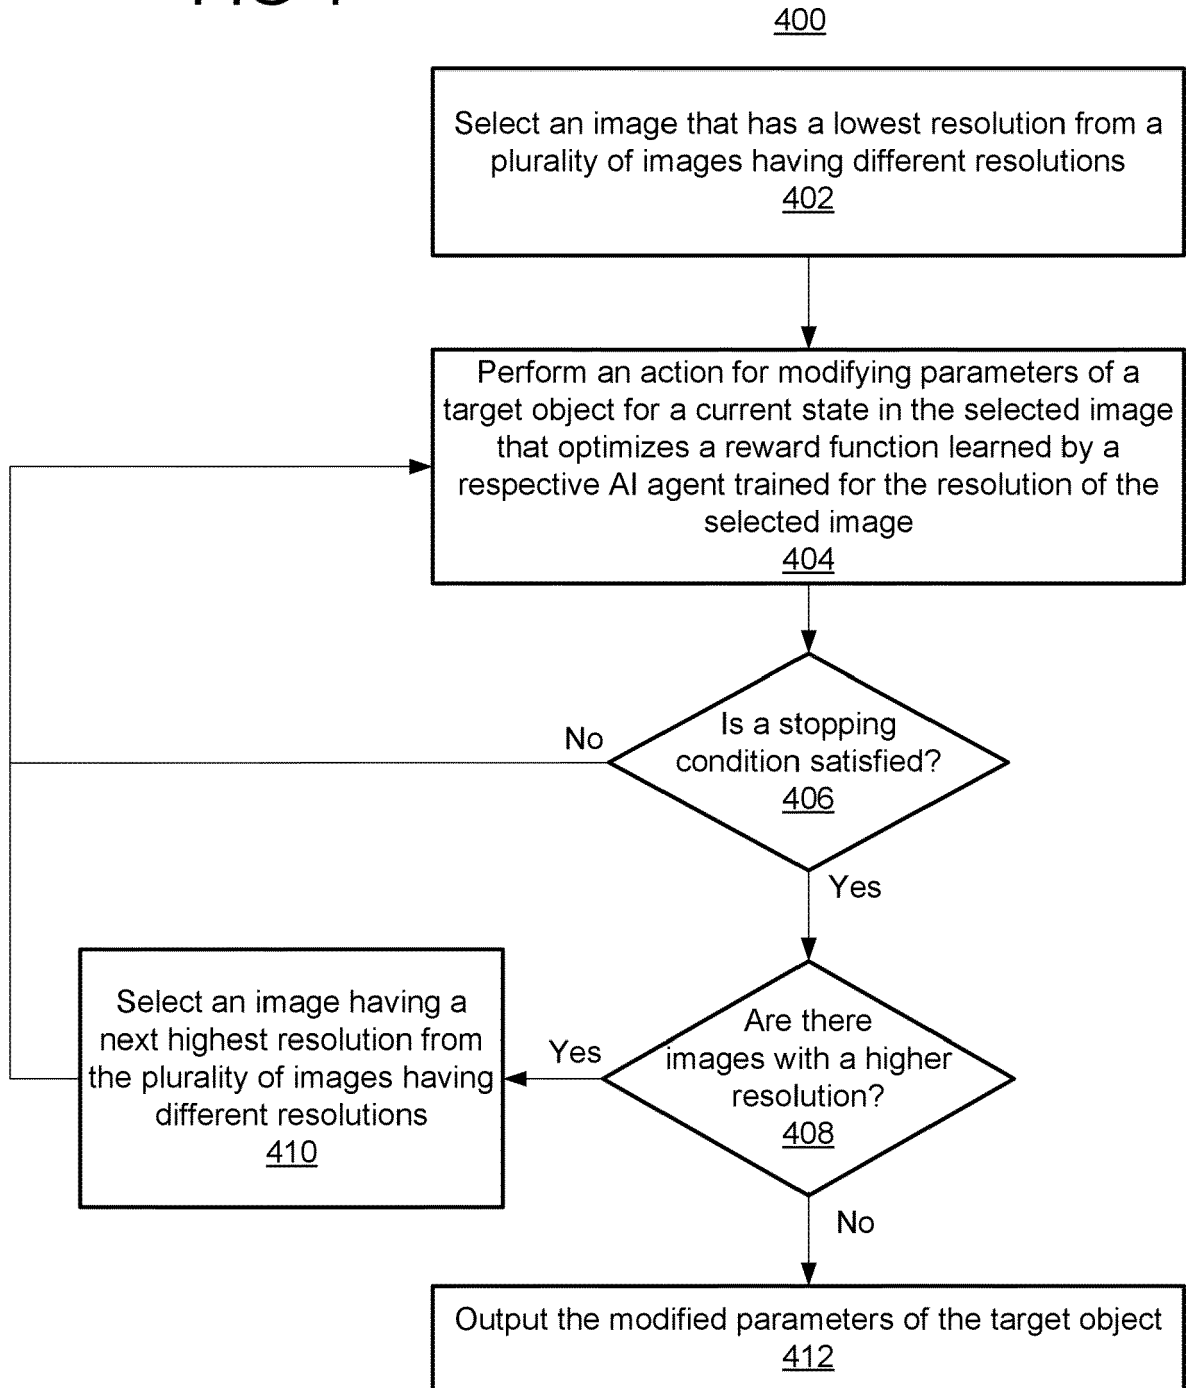 400
Select an image that has a lowest resolution from a
plurality of images having different resolutions
402
Perform an action for modifying parameters of a
target object for a current state in the selected image
that optimizes a reward function learned by a
respective AI agent trained for the resolution of the
selected image
404
Is a stopping
condition satisfied?
406
No
Yes
Are there
images with a higher
resolution?
408
Yes
Select an image having a
next highest resolution from
the plurality of images having
different resolutions
410
No
Output the modified parameters of the target object
412